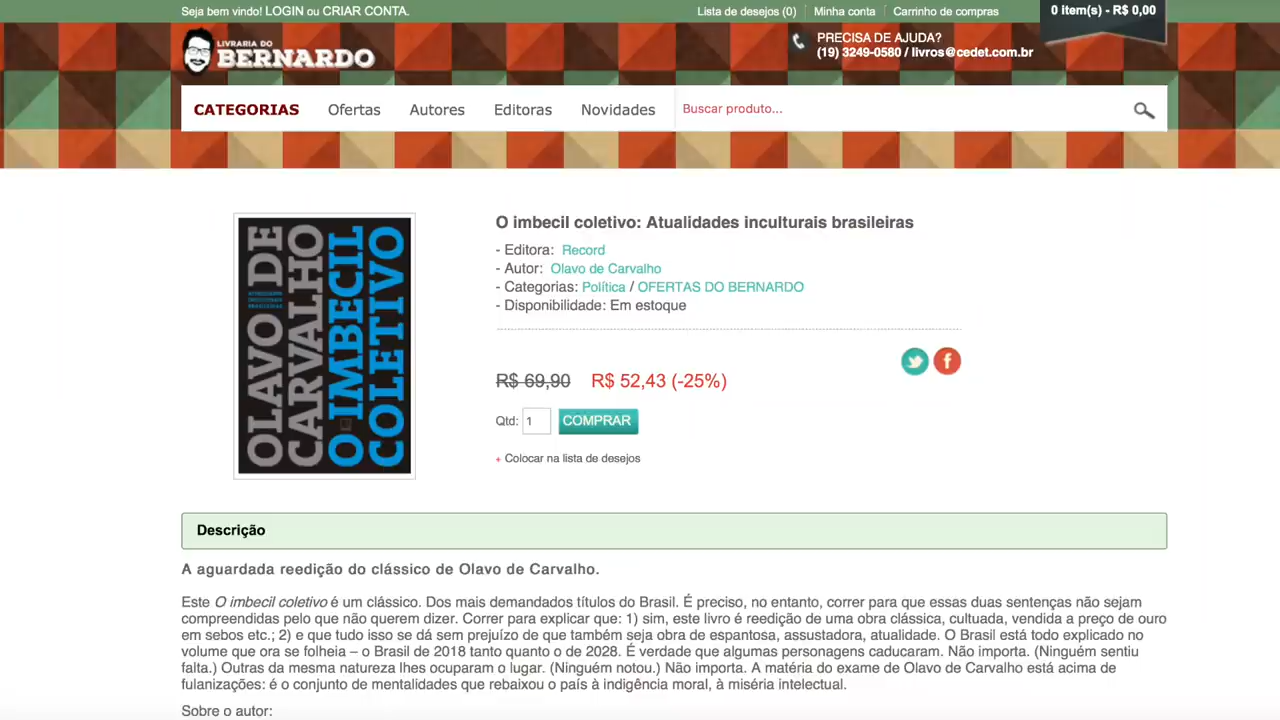 Seja bem vindo! LOGIN ou CRIAR CONTA.
Lista de desejos (0) Minha conta Carrinho de compras
0 item(s) - R$ 0,00
LIVRARIA DO
BERNARDO
PRECISA DE AJUDA?
(19) 3249-0580 / livros@cedet.com.br
CATEGORIAS Ofertas Autores Editoras Novidades Buscar produto...
OLAVO DE
CARVALHO
O IMBECIL
COLETIVO
ATUALIDADES
INCULTURAIS
BRASILEIRAS
O imbecil coletivo: Atualidades inculturais brasileiras
- Editora: Record
- Autor: Olavo de Carvalho
- Categorias: Política / OFERTAS DO BERNARDO
- Disponibilidade: Em estoque
R$ 69,90 R$ 52,43 (-25%)
Qtd: 1 COMPRAR
+ Colocar na lista de desejos
Descrição
A aguardada reedição do clássico de Olavo de Carvalho.
Este O imbecil coletivo é um clássico. Dos mais demandados títulos do Brasil. É preciso, no entanto, correr para que essas duas sentenças não sejam
compreendidas pelo que não querem dizer. Correr para explicar que: 1) sim, este livro é reedição de uma obra clássica, cultuada, vendida a preço de ouro
em sebos etc.; 2) e que tudo isso se dá sem prejuízo de que também seja obra de espantosa, assustadora, atualidade. O Brasil está todo explicado no
volume que ora se folheia – o Brasil de 2018 tanto quanto o de 2028. É verdade que algumas personagens caducaram. Não importa. (Ninguém sentiu
falta.) Outras da mesma natureza lhes ocuparam o lugar. (Ninguém notou.) Não importa. A matéria do exame de Olavo de Carvalho está acima de
fulanizações: é o conjunto de mentalidades que rebaixou o país à indigência moral, à miséria intelectual.
Sobre o autor: